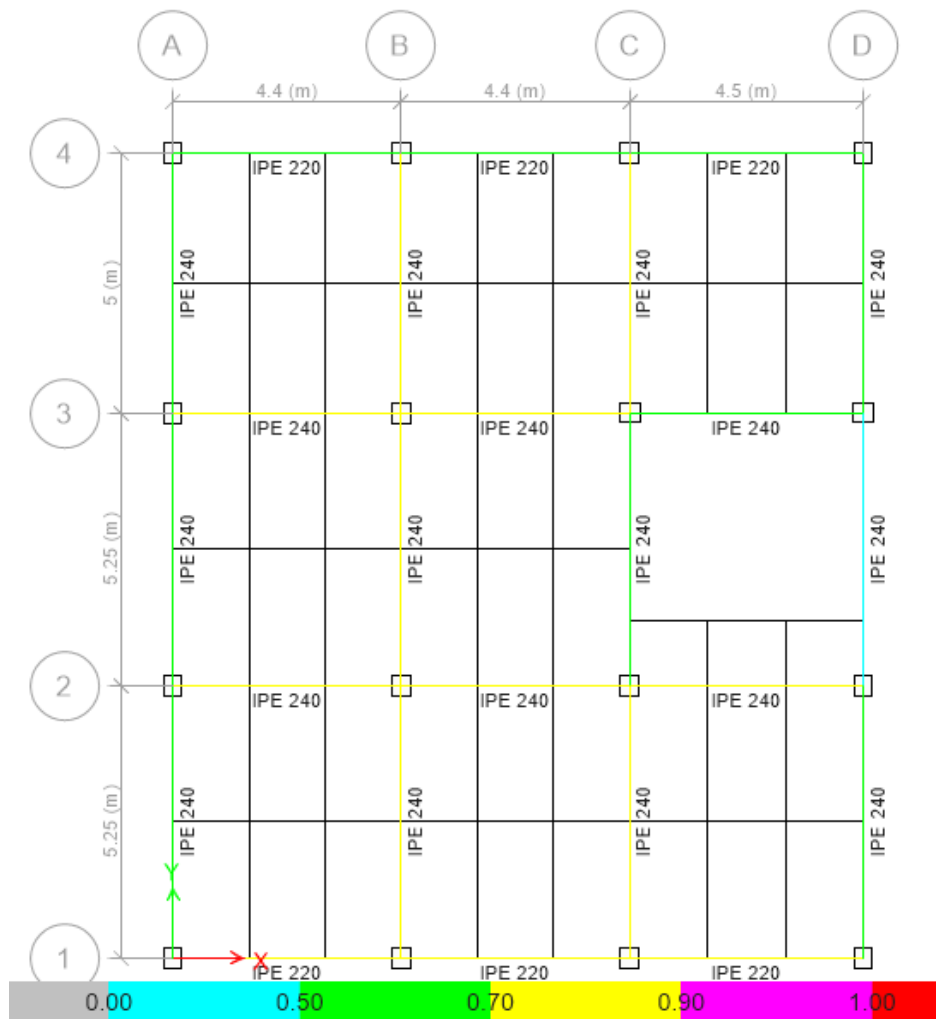 A B C D
4.4 (m) 4.4 (m) 4.5 (m)
4
IPE 220 IPE 220 IPE 220
5 (m)
IPE 240 IPE 240 IPE 240 IPE 240
3
IPE 240 IPE 240 IPE 240
5.25 (m)
IPE 240 IPE 240 IPE 240 IPE 240
2
IPE 240 IPE 240 IPE 240
5.25 (m)
IPE 240 IPE 240 IPE 240 IPE 240
Y
1
X
IPE 220 IPE 220 IPE 220
0.00 0.50 0.70 0.90 1.00